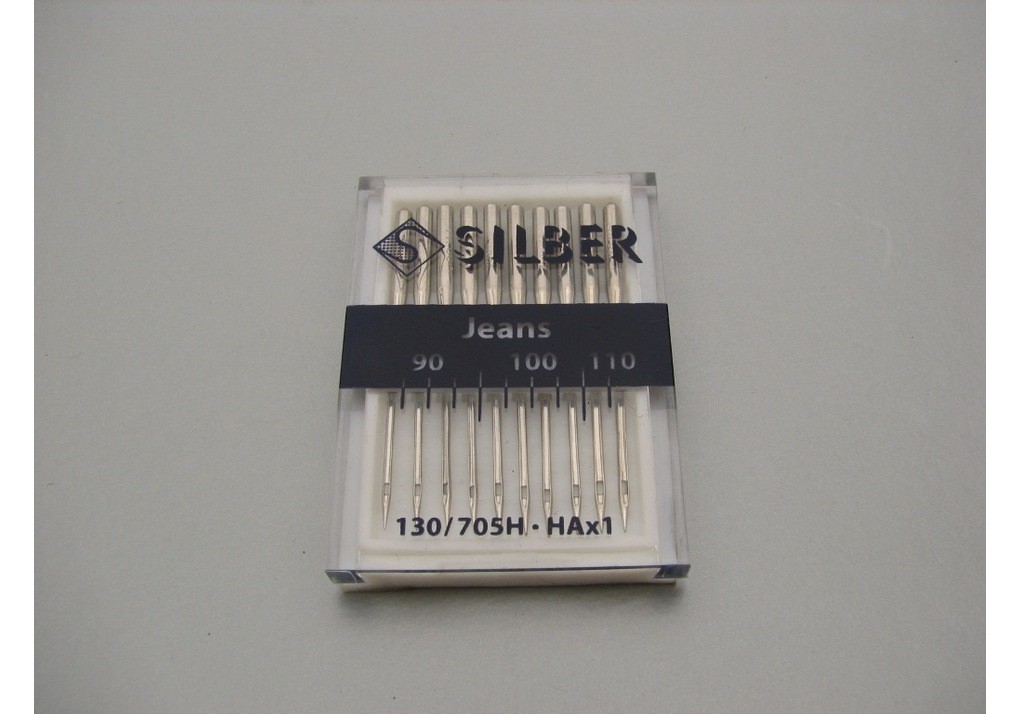 S SILBER
Jeans
90 100 110
130/705H · HAx1